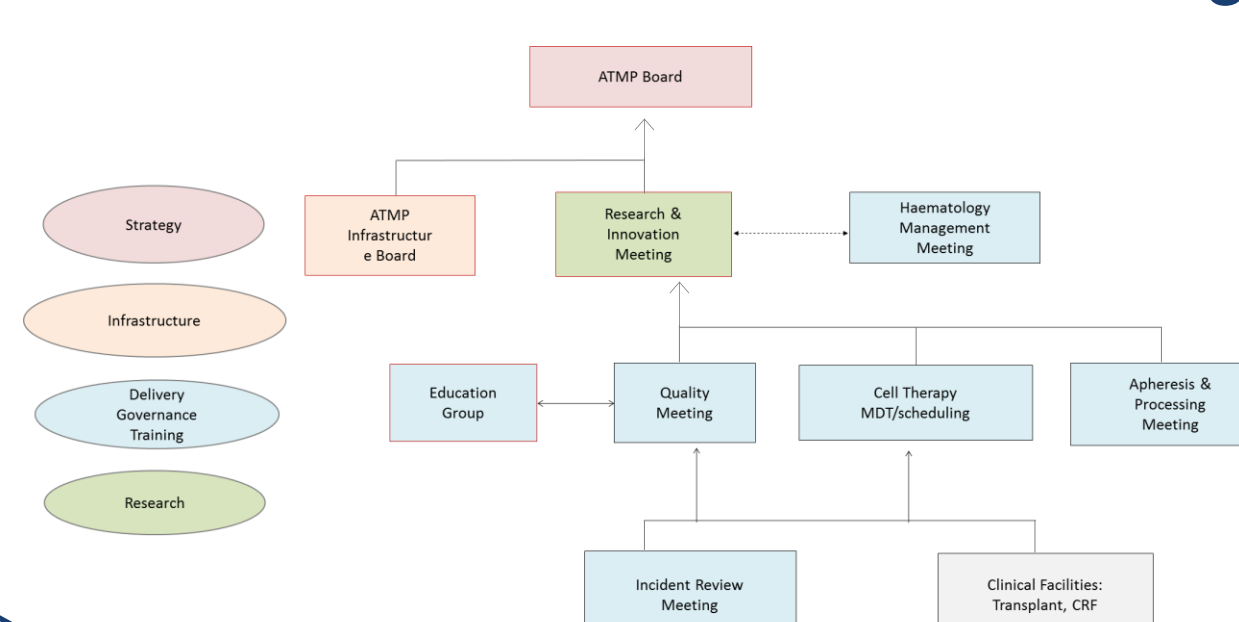 ATMP Board
ATMP
Infrastructur
e Board
Research &
Innovation
Meeting
Haematology
Management
Meeting
Strategy
Infrastructure
Delivery
Governance
Training
Research
Education
Group
Quality
Meeting
Cell Therapy
MDT/scheduling
Apheresis &
Processing
Meeting
Incident Review
Meeting
Clinical Facilities:
Transplant, CRF